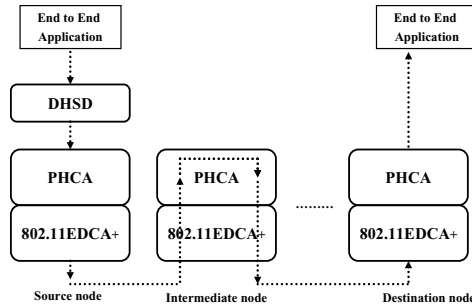 End to End
Application
End to End
Application
DHSD
PHCA
PHCA
PHCA
802.11EDCA+
802.11EDCA+
802.11EDCA+
Source node
Intermediate node
Destination node